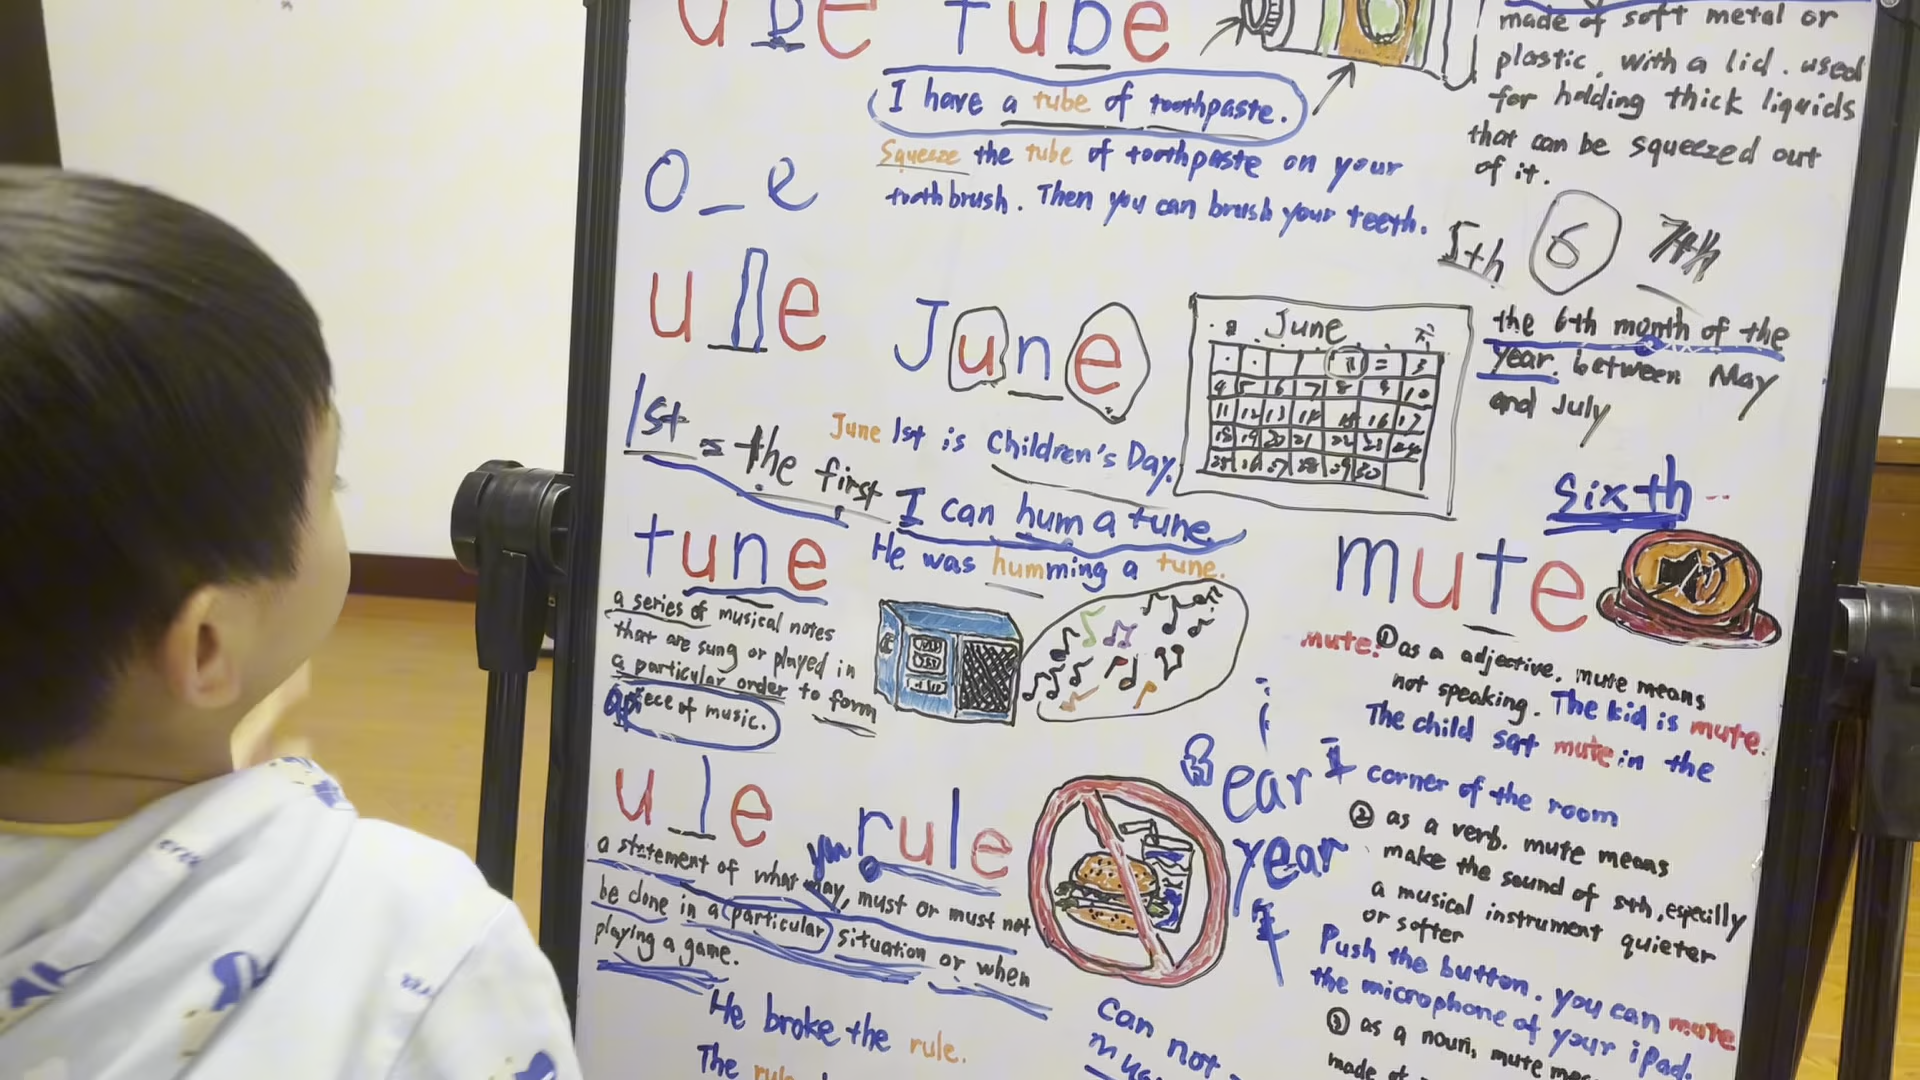 u b e tube
made of soft metal or
plastic, with a lid. used
for holding thick liquids
that can be squeezed out
of it.
I have a tube of toothpaste.
Squeeze the tube of toothpaste on your
toothbrush. Then you can brush your teeth.
o _ e
5th 6 7th
u e June
June
the 6th month of the
year. between May
and July
sixth
1st = the first
June 1st is Children's Day.
I can hum a tune.
He was humming a tune.
tune
a series of musical notes
that are sung or played in
a particular order to form
a piece of music.
mute
mute: ① as a adjective, mute means
not speaking. The kid is mute.
The child sat mute in the
corner of the room
② as a verb. mute means
make the sound of sth, especilly
a musical instrument quieter
or softer
Push the button. you can mute
the microphone of your ipad.
③ as a noun, mute
made of
ear
year
u l e rule
a statement of what may, must or must not
be done in a particular situation or when
playing a game.
He broke the rule.
The
Can not